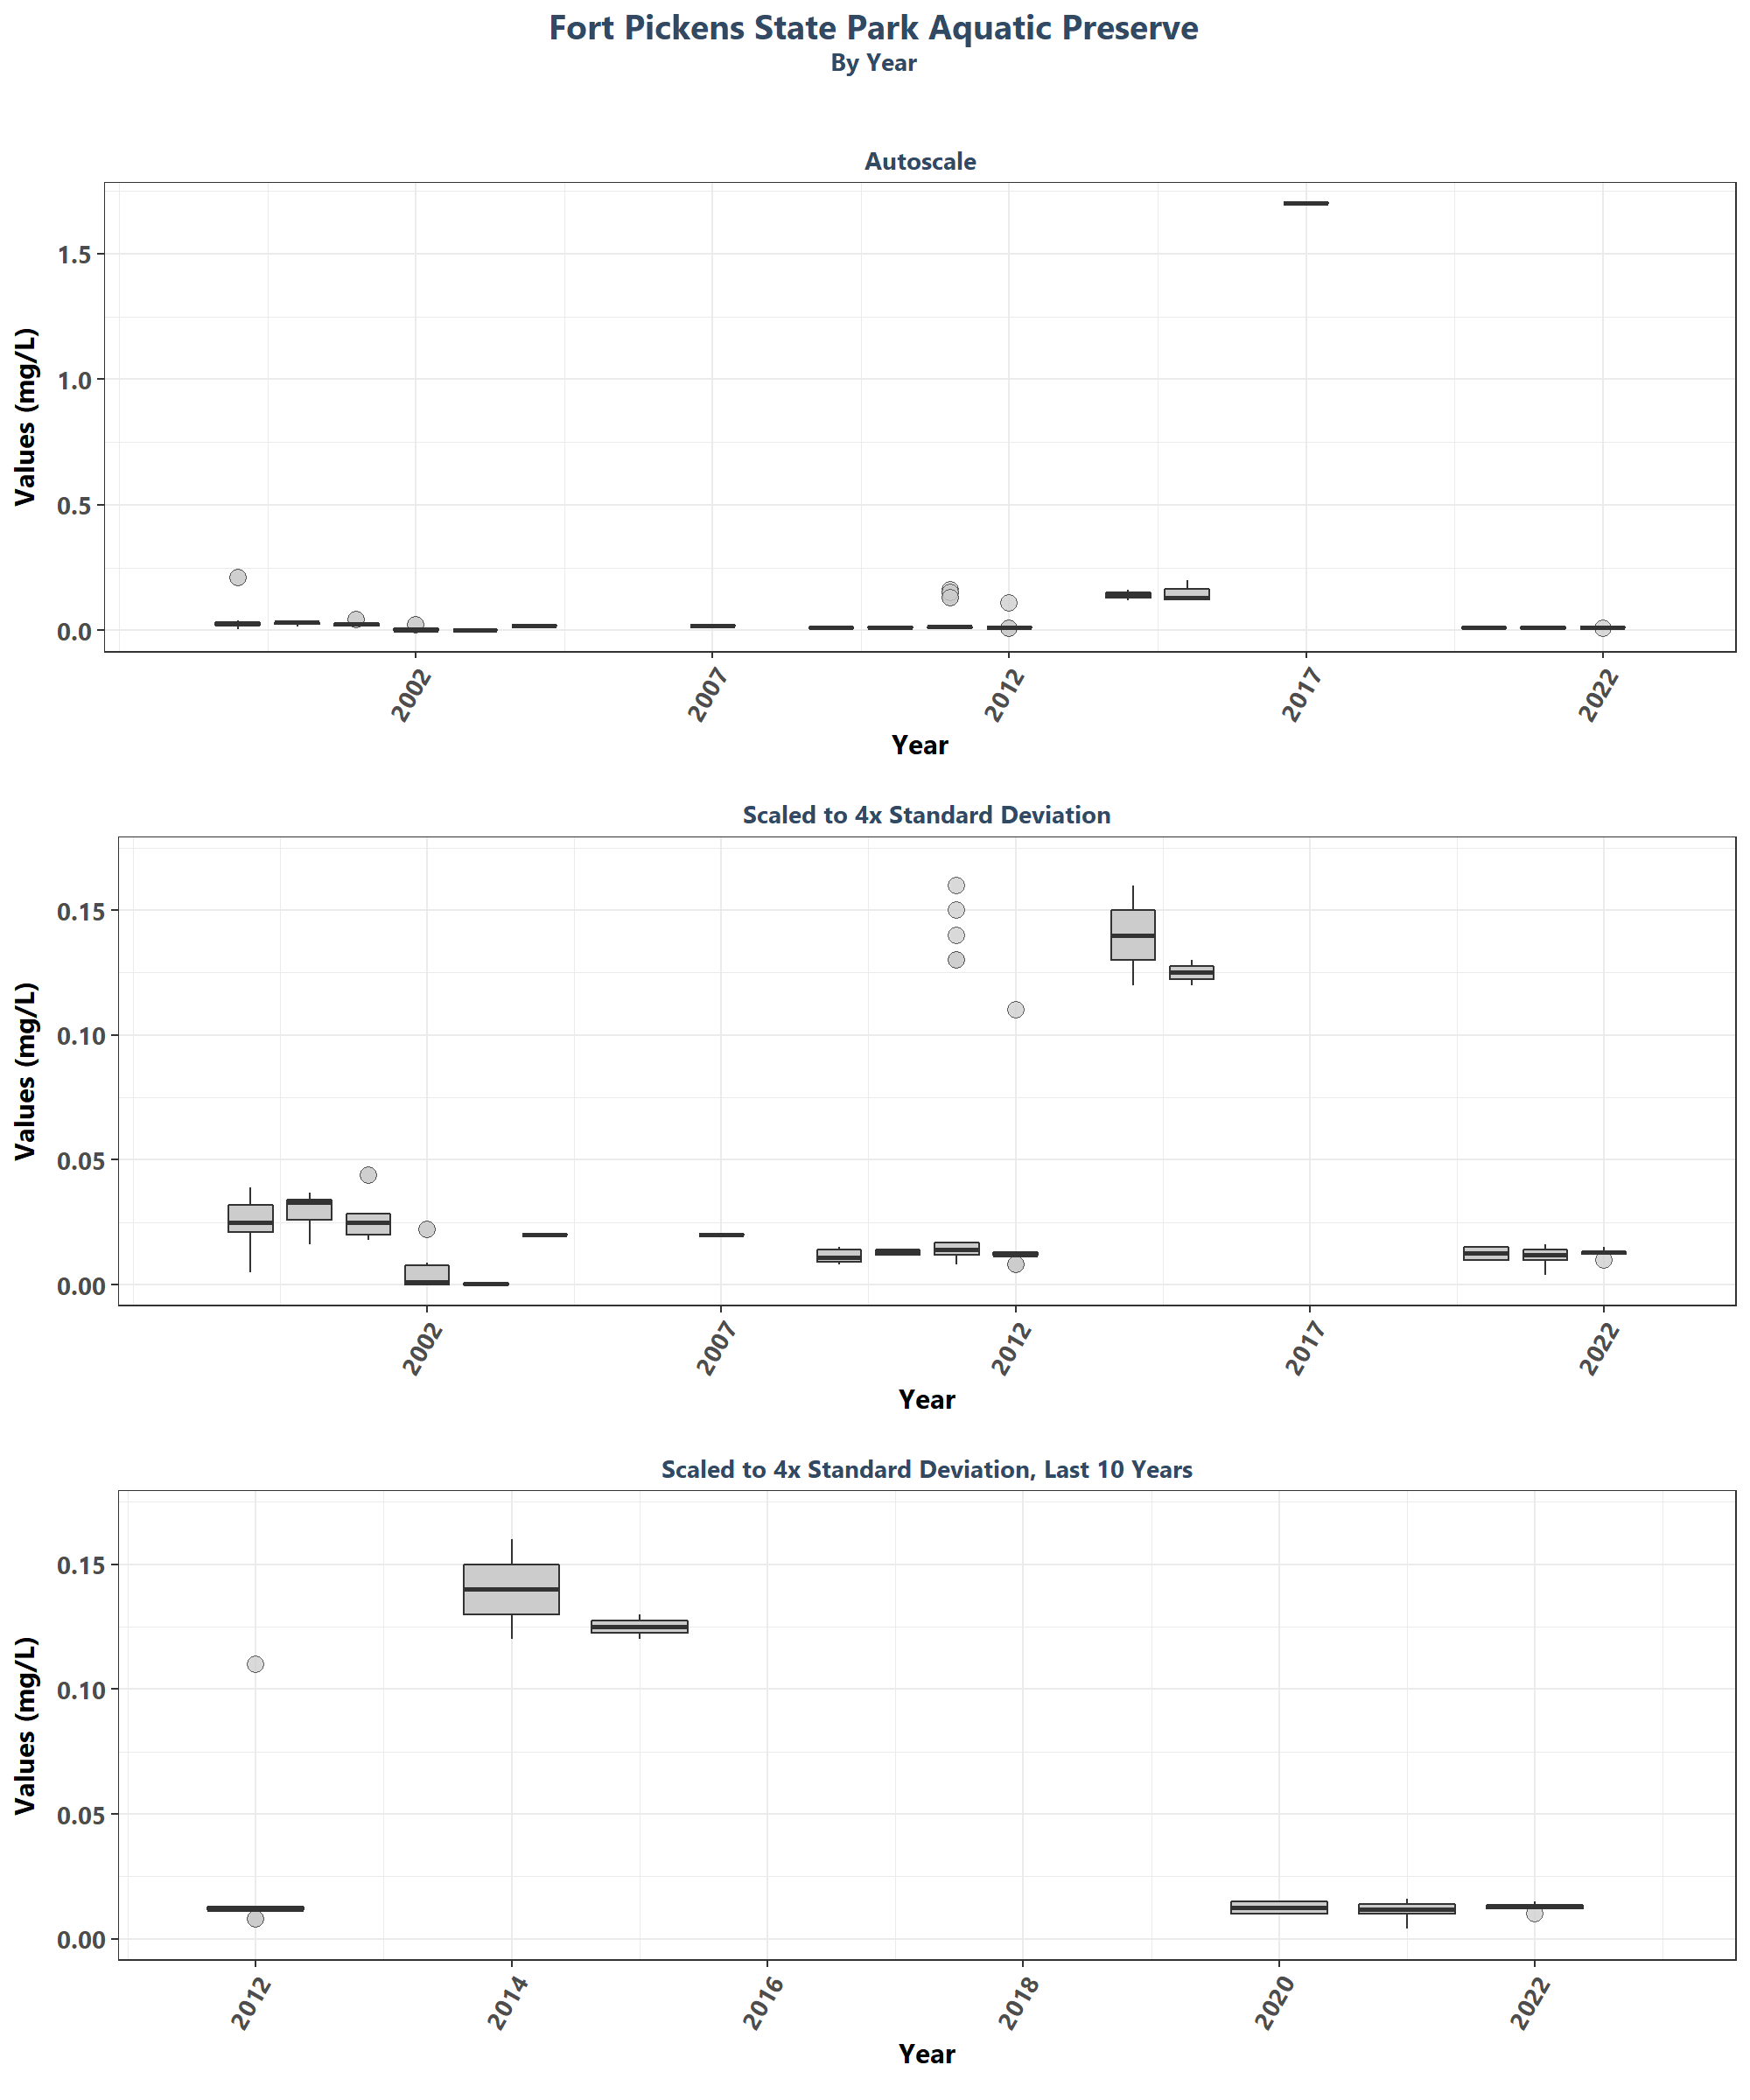 Fort Pickens State Park Aquatic Preserve
By Year
Autoscale
Values (mg/L)
1.5
1.0
0.5
0.0
2002
2007
2012
2017
2022
Year
Scaled to 4x Standard Deviation
Values (mg/L)
0.15
0.10
0.05
0.00
2002
2007
2012
2017
2022
Year
Scaled to 4x Standard Deviation, Last 10 Years
Values (mg/L)
0.15
0.10
0.05
0.00
2012
2014
2016
2018
2020
2022
Year